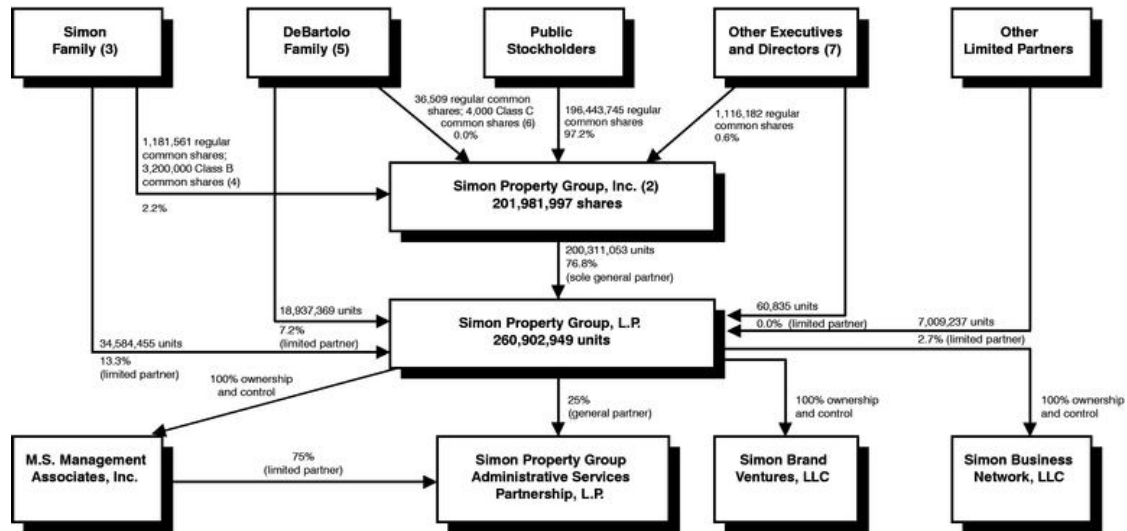 Simon
Family (3)
DeBartolo
Family (5)
Public
Stockholders
Other Executives
and Directors (7)
Other
Limited Partners
1,181,561 regular
common shares;
3,200,000 Class B
common shares (4)
2.2%
36,509 regular common
shares; 4,000 Class C
common shares (6)
0.0%
196,443,745 regular
common shares
97.2%
1,116,182 regular
common shares
0.6%
Simon Property Group, Inc. (2)
201,981,997 shares
200,311,053 units
76.8%
(sole general partner)
34,584,455 units
13.3%
(limited partner)
18,937,369 units
7.2%
(limited partner)
Simon Property Group, L.P.
260,902,949 units
60,835 units
0.0% (limited partner)
7,009,237 units
2.7% (limited partner)
100% ownership
and control
25%
(general partner)
100% ownership
and control
100% ownership
and control
M.S. Management
Associates, Inc.
75%
(limited partner)
Simon Property Group
Administrative Services
Partnership, L.P.
Simon Brand
Ventures, LLC
Simon Business
Network, LLC